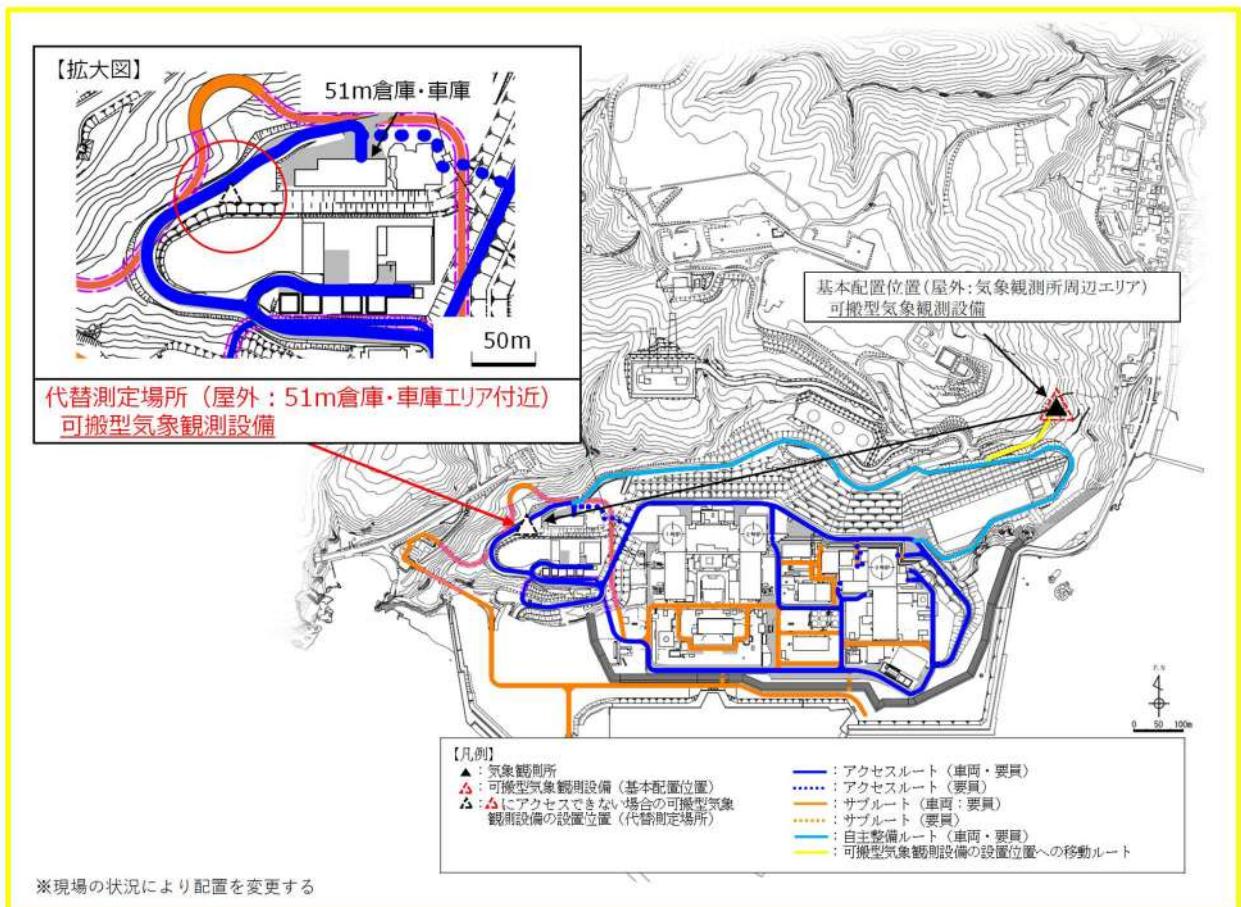 【拡大図】
51m倉庫・車庫
50m
代替測定場所（屋外：51m倉庫・車庫エリア付近）
可搬型気象観測設備
基本配置位置（屋外：気象観測所周辺エリア）
可搬型気象観測設備
P.N
0 50 100m
【凡例】
▲：気象観測所
：可搬型気象観測設備（基本配置位置）
：にアクセスできない場合の可搬型気象
観測設備の設置位置（代替測定場所）
：アクセスルート（車両・要員）
：アクセスルート（要員）
：サブルート（車両：要員）
：サブルート（要員）
：自主整備ルート（車両・要員）
：可搬型気象観測設備の設置位置への移動ルート
※現場の状況により配置を変更する